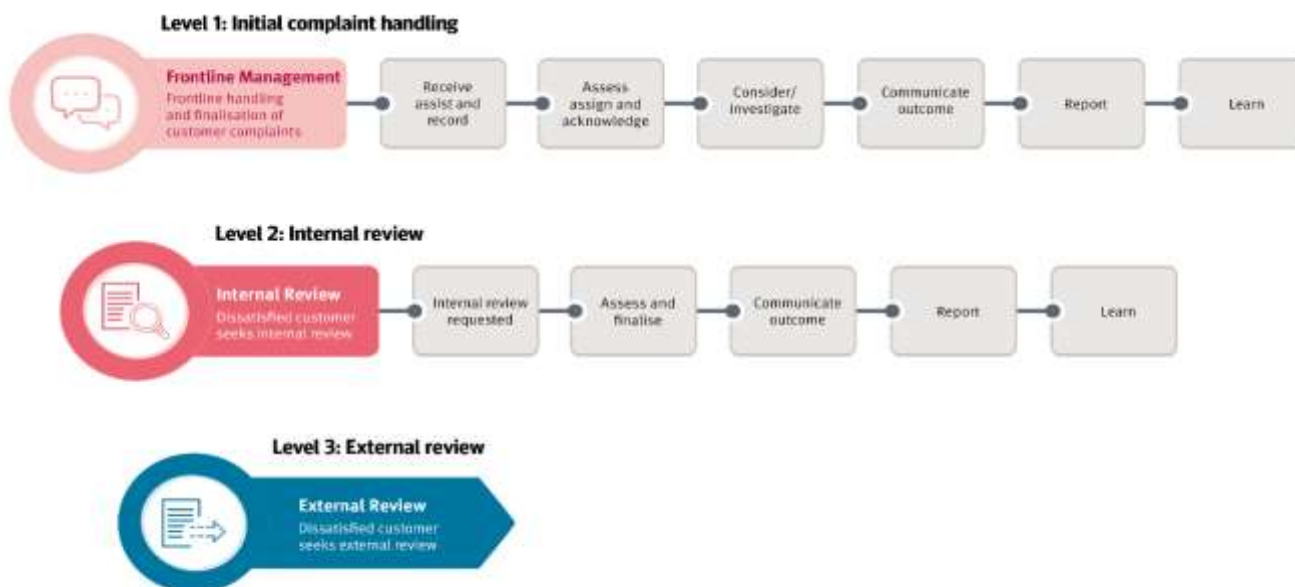 Level 1: Initial complaint handling
Frontline Management
Frontline handling
and finalisation of
customer complaints
Receive
assist and
record
Assess
assign and
acknowledge
Consider/
Investigate
Communicate
outcome
Report
Learn
Level 2: Internal review
Internal Review
Dissatisfied customer
seeks internal review
Internal review
requested
Assess and
finalise
Communicate
outcome
Report
Learn
Level 3: External review
External Review
Dissatisfied customer
seeks external review